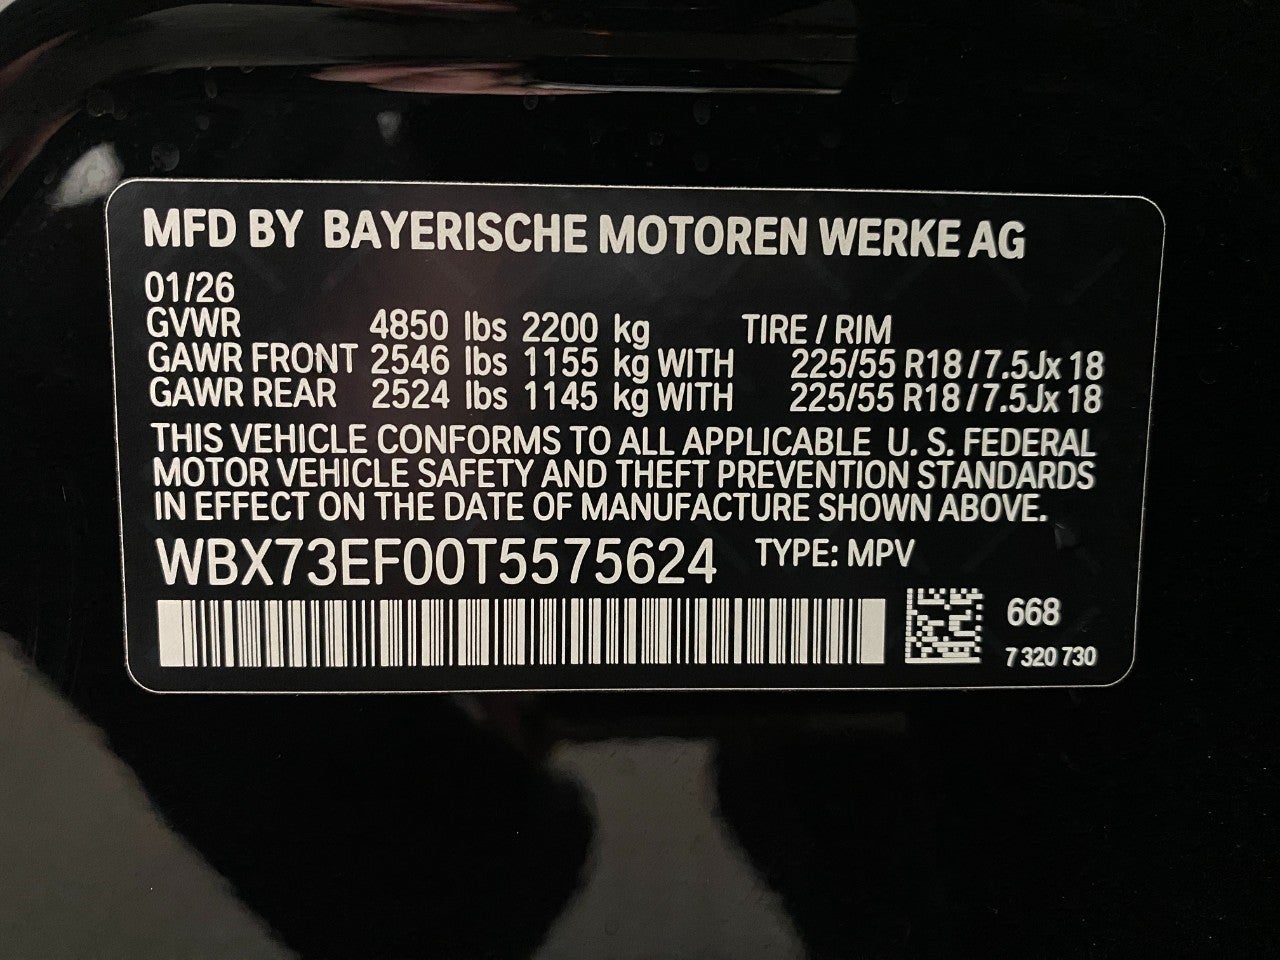 MFD BY BAYERISCHE MOTOREN WERKE AG
01/26
GVWR 4850 lbs 2200 kg TIRE / RIM
GAWR FRONT 2546 lbs 1155 kg WITH 225/55 R18 / 7.5Jx 18
GAWR REAR 2524 lbs 1145 kg WITH 225/55 R18 / 7.5Jx 18
THIS VEHICLE CONFORMS TO ALL APPLICABLE U. S. FEDERAL
MOTOR VEHICLE SAFETY AND THEFT PREVENTION STANDARDS
IN EFFECT ON THE DATE OF MANUFACTURE SHOWN ABOVE.
WBX73EF00T5575624 TYPE: MPV
668
7 320 730